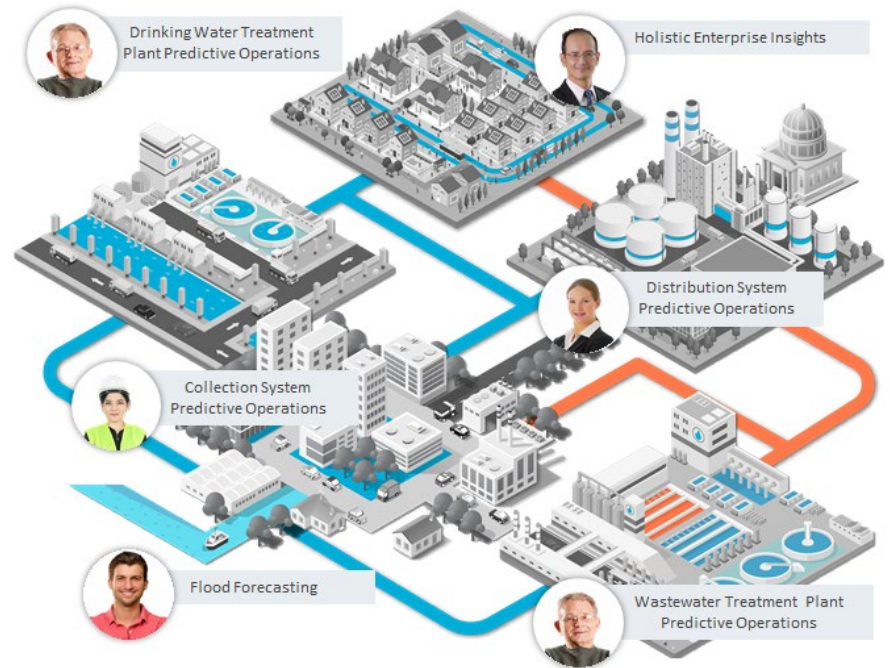 Drinking Water Treatment
Plant Predictive Operations
Holistic Enterprise Insights
Distribution System
Predictive Operations
Collection System
Predictive Operations
Flood Forecasting
Wastewater Treatment Plant
Predictive Operations